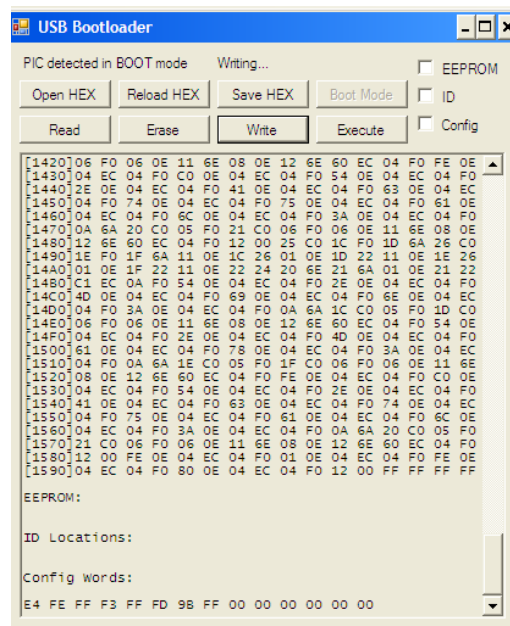 USB Bootloader
PIC detected in BOOT mode Writing...
EEPROM
Open HEX Reload HEX Save HEX Boot Mode ID
Read Erase Write Execute Config
[1420]06 F0 06 0E 11 6E 08 0E 12 6E 60 EC 04 F0 FE 0E
[1430]04 EC 04 F0 C0 0E 04 EC 04 F0 54 0E 04 EC 04 F0
[1440]2E 0E 04 EC 04 F0 41 0E 04 EC 04 F0 63 0E 04 EC
[1450]04 F0 74 0E 04 EC 04 F0 75 0E 04 EC 04 F0 61 0E
[1460]04 EC 04 F0 6C 0E 04 EC 04 F0 3A 0E 04 EC 04 F0
[1470]0A 6A 20 C0 05 F0 21 C0 06 F0 06 0E 11 6E 08 0E
[1480]12 6E 60 EC 04 F0 12 00 25 C0 1C F0 1D 6A 26 C0
[1490]1E F0 1F 6A 11 0E 1C 26 01 0E 1D 22 11 0E 1E 26
[14A0]01 0E 1F 22 11 0E 22 24 20 6E 21 6A 01 0E 21 22
[14B0]C1 EC 0A F0 54 0E 04 EC 04 F0 2E 0E 04 EC 04 F0
[14C0]4D 0E 04 EC 04 F0 69 0E 04 EC 04 F0 6E 0E 04 EC
[14D0]04 F0 3A 0E 04 EC 04 F0 0A 6A 1C C0 05 F0 1D C0
[14E0]06 F0 06 0E 11 6E 08 0E 12 6E 60 EC 04 F0 54 0E
[14F0]04 EC 04 F0 2E 0E 04 EC 04 F0 4D 0E 04 EC 04 F0
[1500]61 0E 04 EC 04 F0 78 0E 04 EC 04 F0 3A 0E 04 EC
[1510]04 F0 0A 6A 1E C0 05 F0 1F C0 06 F0 06 0E 11 6E
[1520]08 0E 12 6E 60 EC 04 F0 FE 0E 04 EC 04 F0 C0 0E
[1530]04 EC 04 F0 54 0E 04 EC 04 F0 2E 0E 04 EC 04 F0
[1540]41 0E 04 EC 04 F0 63 0E 04 EC 04 F0 74 0E 04 EC
[1550]04 F0 75 0E 04 EC 04 F0 61 0E 04 EC 04 F0 6C 0E
[1560]04 EC 04 F0 3A 0E 04 EC 04 F0 0A 6A 20 C0 05 F0
[1570]21 C0 06 F0 06 0E 11 6E 08 0E 12 6E 60 EC 04 F0
[1580]12 00 FE 0E 04 EC 04 F0 01 0E 04 EC 04 F0 FE 0E
[1590]04 EC 04 F0 80 0E 04 EC 04 F0 12 00 FF FF FF FF
EEPROM:
ID Locations:
Config Words:
E4 FE FF F3 FF FD 9B FF 00 00 00 00 00 00